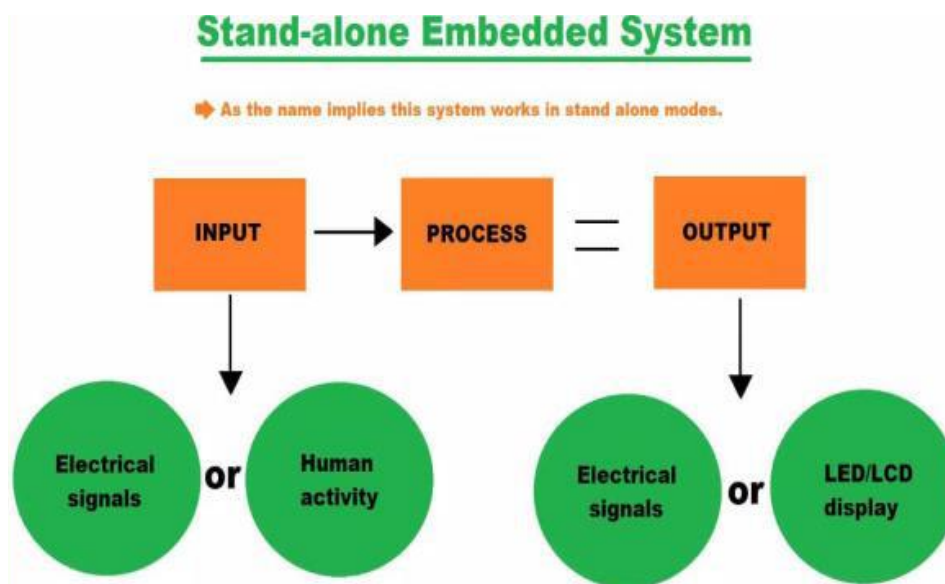 Stand-alone Embedded System
As the name implies this system works in stand alone modes.
INPUT
PROCESS
OUTPUT
Electrical
signals
or
Human
activity
Electrical
signals
or
LED/LCD
display